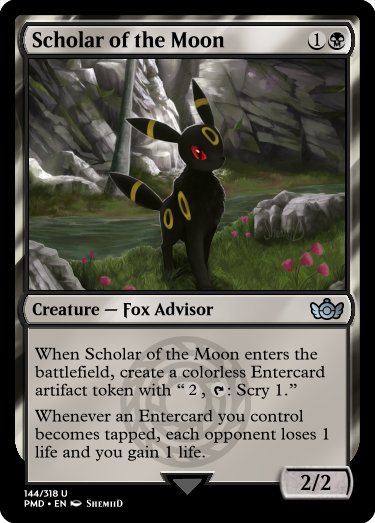 Scholar of the Moon 1
Creature — Fox Advisor
When Scholar of the Moon enters the
battlefield, create a colorless Entercard
artifact token with “ 2 , : Scry 1.”
Whenever an Entercard you control
becomes tapped, each opponent loses 1
life and you gain 1 life.
2/2
144/318 U
PMD • EN ShemiiD